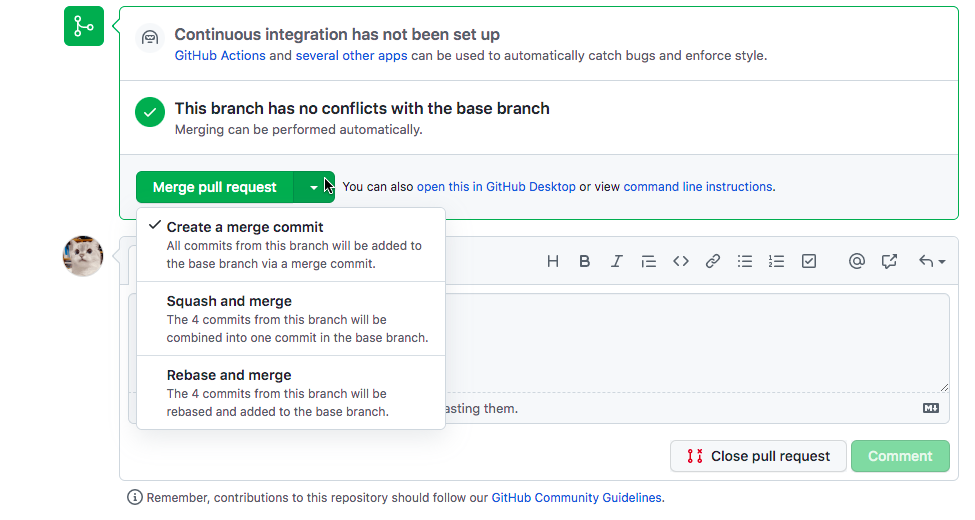 Continuous integration has not been set up
GitHub Actions and several other apps can be used to automatically catch bugs and enforce style.
This branch has no conflicts with the base branch
Merging can be performed automatically.
Merge pull request
You can also open this in GitHub Desktop or view command line instructions.
Create a merge commit
All commits from this branch will be added to
the base branch via a merge commit.
Squash and merge
The 4 commits from this branch will be
combined into one commit in the base branch.
Rebase and merge
The 4 commits from this branch will be
rebased and added to the base branch.
asting them.
Close pull request
Comment
Remember, contributions to this repository should follow our GitHub Community Guidelines.